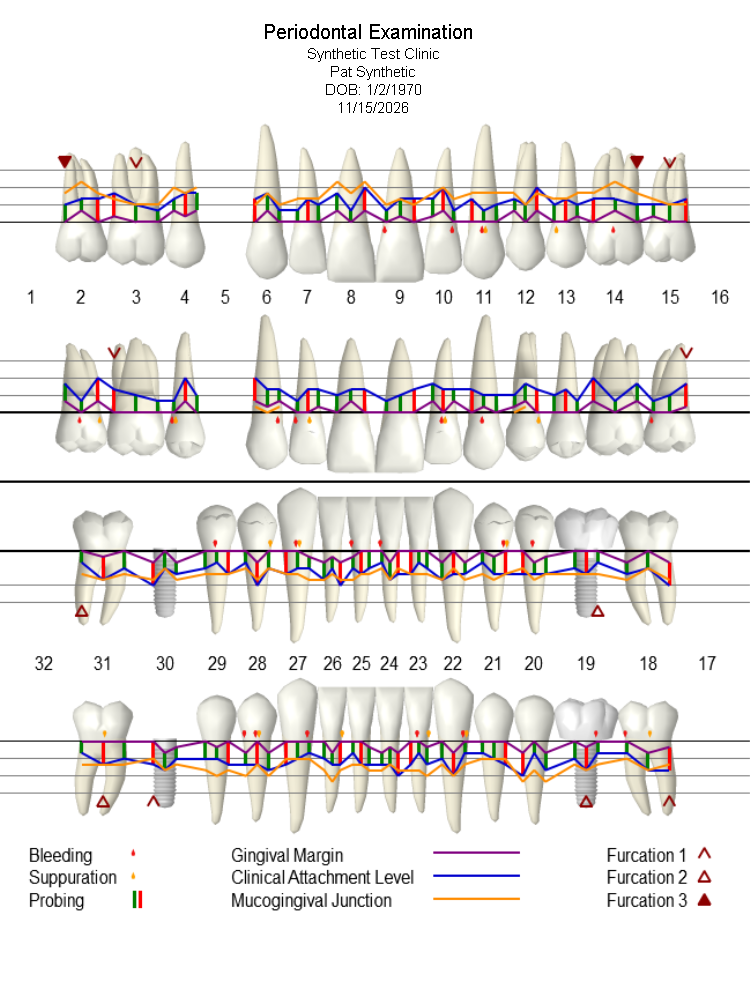 Periodontal Examination
Synthetic Test Clinic
Pat Synthetic
DOB: 1/2/1970
11/15/2026
1 2 3 4 5 6 7 8 9 10 11 12 13 14 15 16
32 31 30 29 28 27 26 25 24 23 22 21 20 19 18 17
Bleeding Gingival Margin Furcation 1
Suppuration Clinical Attachment Level Furcation 2
Probing Mucogingival Junction Furcation 3